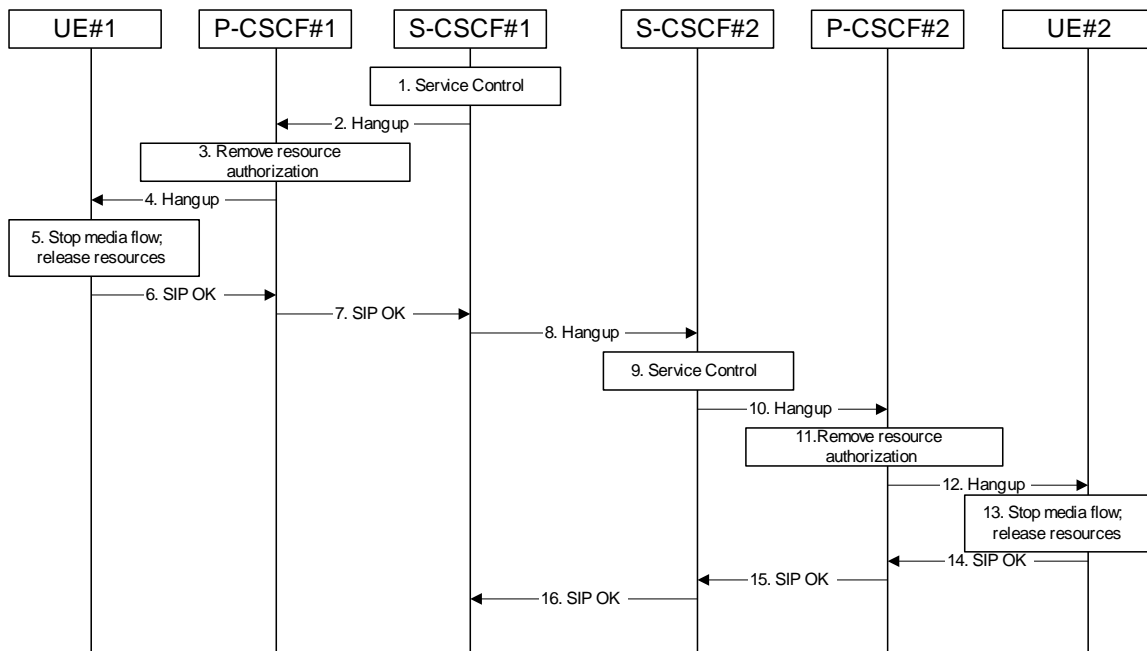 UE#1
P-CSCF#1
S-CSCF#1
S-CSCF#2
P-CSCF#2
UE#2
1. Service Control
2. Hangup
3. Remove resource
authorization
4. Hangup
5. Stop media flow;
release resources
6. SIP OK
7. SIP OK
8. Hangup
9. Service Control
10. Hangup
11.Remove resource
authorization
12. Hangup
13. Stop media flow;
release resources
14. SIP OK
15. SIP OK
16. SIP OK